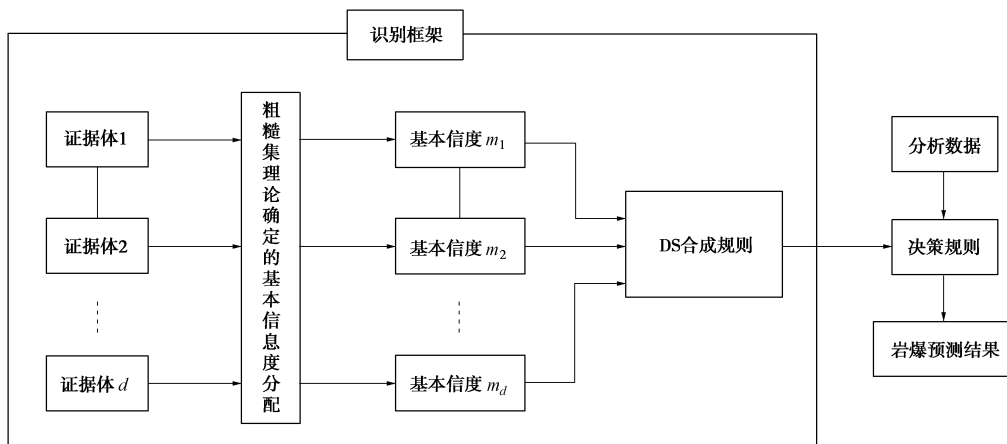 识别框架
证据体1
证据体2
证据体 d
粗糙集理论确定的基本信息度分配
基本信度 m1
基本信度 m2
基本信度 md
DS合成规则
分析数据
决策规则
岩爆预测结果